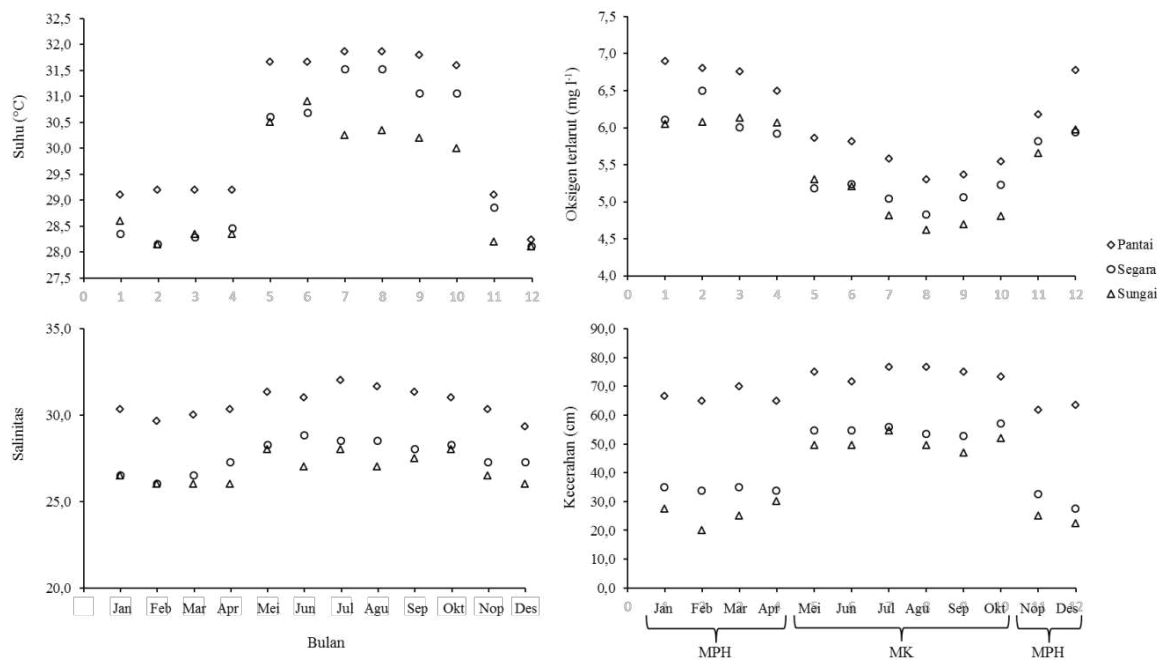 Suhu (°C)
32,5
32,0
31,5
31,0
30,5
30,0
29,5
29,0
28,5
28,0
27,5
0 1 2 3 4 5 6 7 8 9 10 11 12
Oksigen terlarut (mg l⁻¹)
7,5
7,0
6,5
6,0
5,5
5,0
4,5
4,0
0 1 2 3 4 5 6 7 8 9 10 11 12
Pantai
Segara
Sungai
Salinitas
35,0
30,0
25,0
20,0
Jan Feb Mar Apr Mei Jun Jul Agu Sep Okt Nop Des
Bulan
Kecerahan (cm)
90,0
80,0
70,0
60,0
50,0
40,0
30,0
20,0
10,0
0,0
0 Jan Feb Mar Apr Mei Jun Jul Agu Sep Okt Nop Des
MPH MK MPH